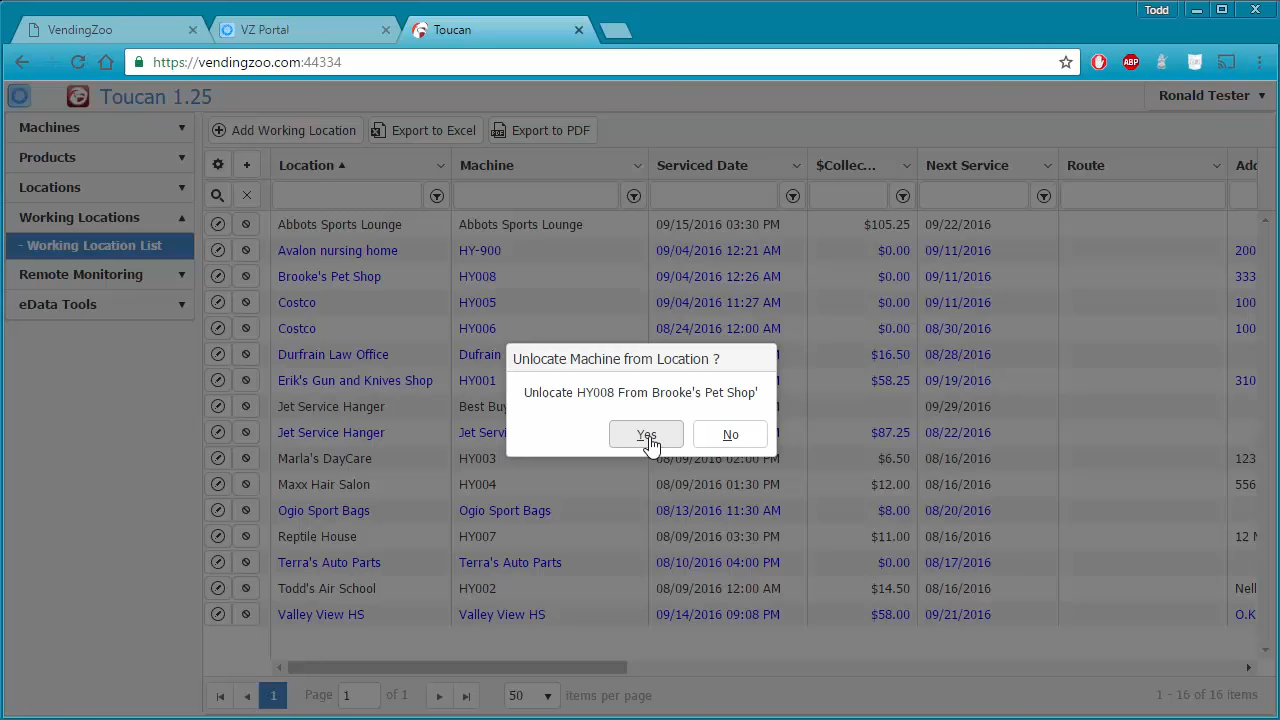 Todd
VendingZoo
VZ Portal
Toucan
https://vendingzoo.com:44334
ABP
Toucan 1.25
Ronald Tester
Machines
Products
Locations
Working Locations
- Working Location List
Remote Monitoring
eData Tools
Add Working Location Export to Excel Export to PDF
Location Machine Serviced Date $Collec... Next Service Route Add
Abbots Sports Lounge Abbots Sports Lounge 09/15/2016 03:30 PM $105.25 09/22/2016
Avalon nursing home HY-900 09/04/2016 12:21 AM $0.00 09/11/2016 200
Brooke's Pet Shop HY008 09/04/2016 12:26 AM $0.00 09/11/2016 333
Costco HY005 09/04/2016 11:27 AM $0.00 09/11/2016 100
Costco HY006 08/24/2016 12:00 AM $0.00 08/30/2016 100
Durfrain Law Office Dufrain $16.50 08/28/2016
Erik's Gun and Knives Shop HY001 $58.25 09/19/2016 310
Jet Service Hanger Best Buy 09/29/2016
Jet Service Hanger Jet Servi $87.25 08/22/2016
Marla's DayCare HY003 08/09/2016 02:00 PM $6.50 08/16/2016 123
Maxx Hair Salon HY004 08/09/2016 01:30 PM $12.00 08/16/2016 556
Ogio Sport Bags Ogio Sport Bags 08/13/2016 11:30 AM $8.00 08/20/2016
Reptile House HY007 08/09/2016 03:30 PM $11.00 08/16/2016 12
Terra's Auto Parts Terra's Auto Parts 08/10/2016 04:00 PM $0.00 08/17/2016
Todd's Air School HY002 08/09/2016 12:00 AM $14.50 08/16/2016 Nell
Valley View HS Valley View HS 09/14/2016 09:08 PM $58.00 09/21/2016 O.K
Unlocate Machine from Location ?
Unlocate HY008 From Brooke's Pet Shop'
Yes No
1 Page 1 of 1 50 items per page 1 - 16 of 16 items